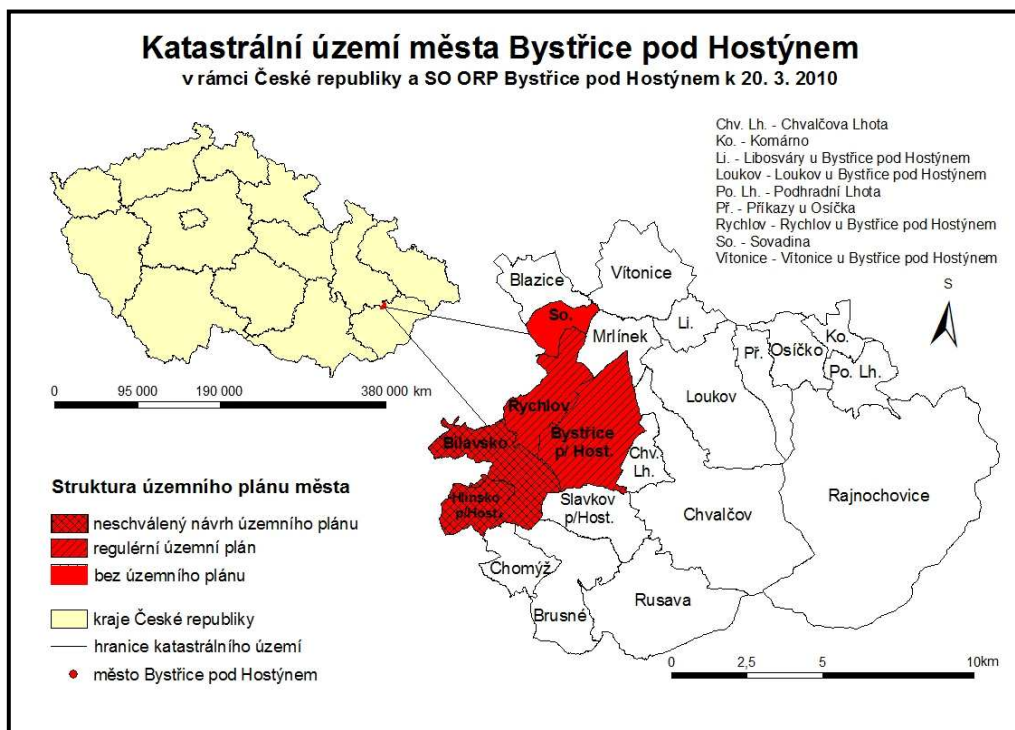 Katastrální území města Bystřice pod Hostýnem
v rámci České republiky a SO ORP Bystřice pod Hostýnem k 20. 3. 2010
Chv. Lh. - Chvalčova Lhota
Ko. - Komárno
Li. - Libosváry u Bystřice pod Hostýnem
Loukov - Loukov u Bystřice pod Hostýnem
Po. Lh. - Podhradní Lhota
Př. - Příkazy u Osíčka
Rychlov - Rychlov u Bystřice pod Hostýnem
So. - Sovadina
Vítonice - Vítonice u Bystřice pod Hostýnem
S
Blazice
Vítonice
So.
Mrlínek
Li.
Př.
Osíčko
Ko.
Po. Lh.
Loukov
Rychlov
Bystřice
p/ Host.
Bílavsko
Chv.
Lh.
Hlinsko
p/Host.
Slavkov
p/Host.
Chvalčov
Rajnochovice
Chomýž
Brusné
Rusava
0 95 000 190 000 380 000 km
Struktura územního plánu města
neschválený návrh územního plánu
regulérní územní plán
bez územního plánu
kraje České republiky
hranice katastrálního území
město Bystřice pod Hostýnem
0 2,5 5 10km